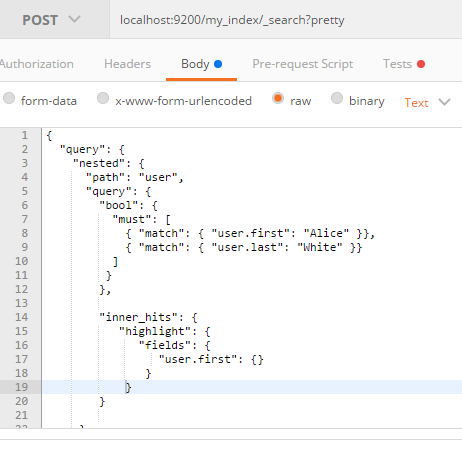 POST localhost:9200/my_index/_search?pretty
Authorization Headers Body Pre-request Script Tests
form-data x-www-form-urlencoded raw binary Text
1 {
2 "query": {
3 "nested": {
4 "path": "user",
5 "query": {
6 "bool": {
7 "must": [
8 { "match": { "user.first": "Alice" }},
9 { "match": { "user.last": "White" }}
10 ]
11 }
12 },
13
14 "inner_hits": {
15 "highlight": {
16 "fields": {
17 "user.first": {}
18 }
19 }
20 }
21